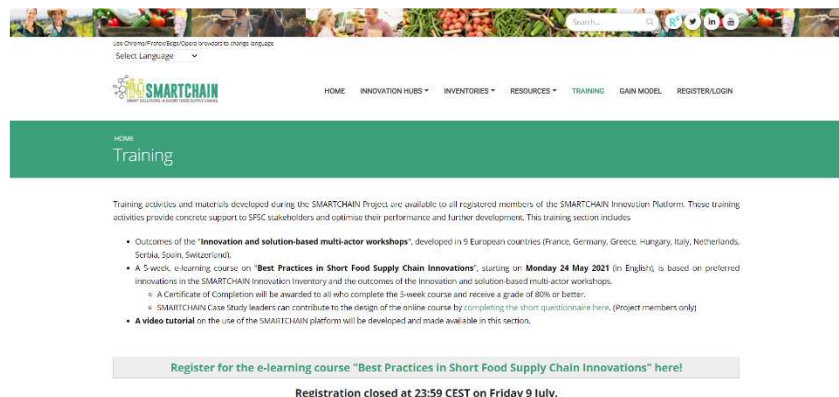 Search...
Use Chrome/Firefox/Edge/Opera browsers to change language
Select Language
SMARTCHAIN
SMART SOLUTIONS IN SHORT FOOD SUPPLY CHAINS
HOME INNOVATION HUBS INVENTORIES RESOURCES TRAINING GAIN MODEL REGISTER/LOGIN
HOME
Training
Training activities and materials developed during the SMARTCHAIN Project are available to all registered members of the SMARTCHAIN Innovation Platform. These training
activities provide concrete support to SFSC stakeholders and optimise their performance and further development. This training section includes
• Outcomes of the "Innovation and solution-based multi-actor workshops", developed in 9 European countries (France, Germany, Greece, Hungary, Italy, Netherlands,
Serbia, Spain, Switzerland).
• A 5-week, e-learning course on "Best Practices in Short Food Supply Chain Innovations", starting on Monday 24 May 2021 (in English), is based on preferred
innovations in the SMARTCHAIN Innovation Inventory and the outcomes of the Innovation and solution-based multi-actor workshops.
A Certificate of Completion will be awarded to all who complete the 5-week course and receive a grade of 80% or better.
SMARTCHAIN Case Study leaders can contribute to the design of the online course by completing the short questionnaire here. (Project members only)
• A video tutorial on the use of the SMARTCHAIN platform will be developed and made available in this section.
Register for the e-learning course "Best Practices in Short Food Supply Chain Innovations" here!
Registration closed at 23:59 CEST on Friday 9 July.